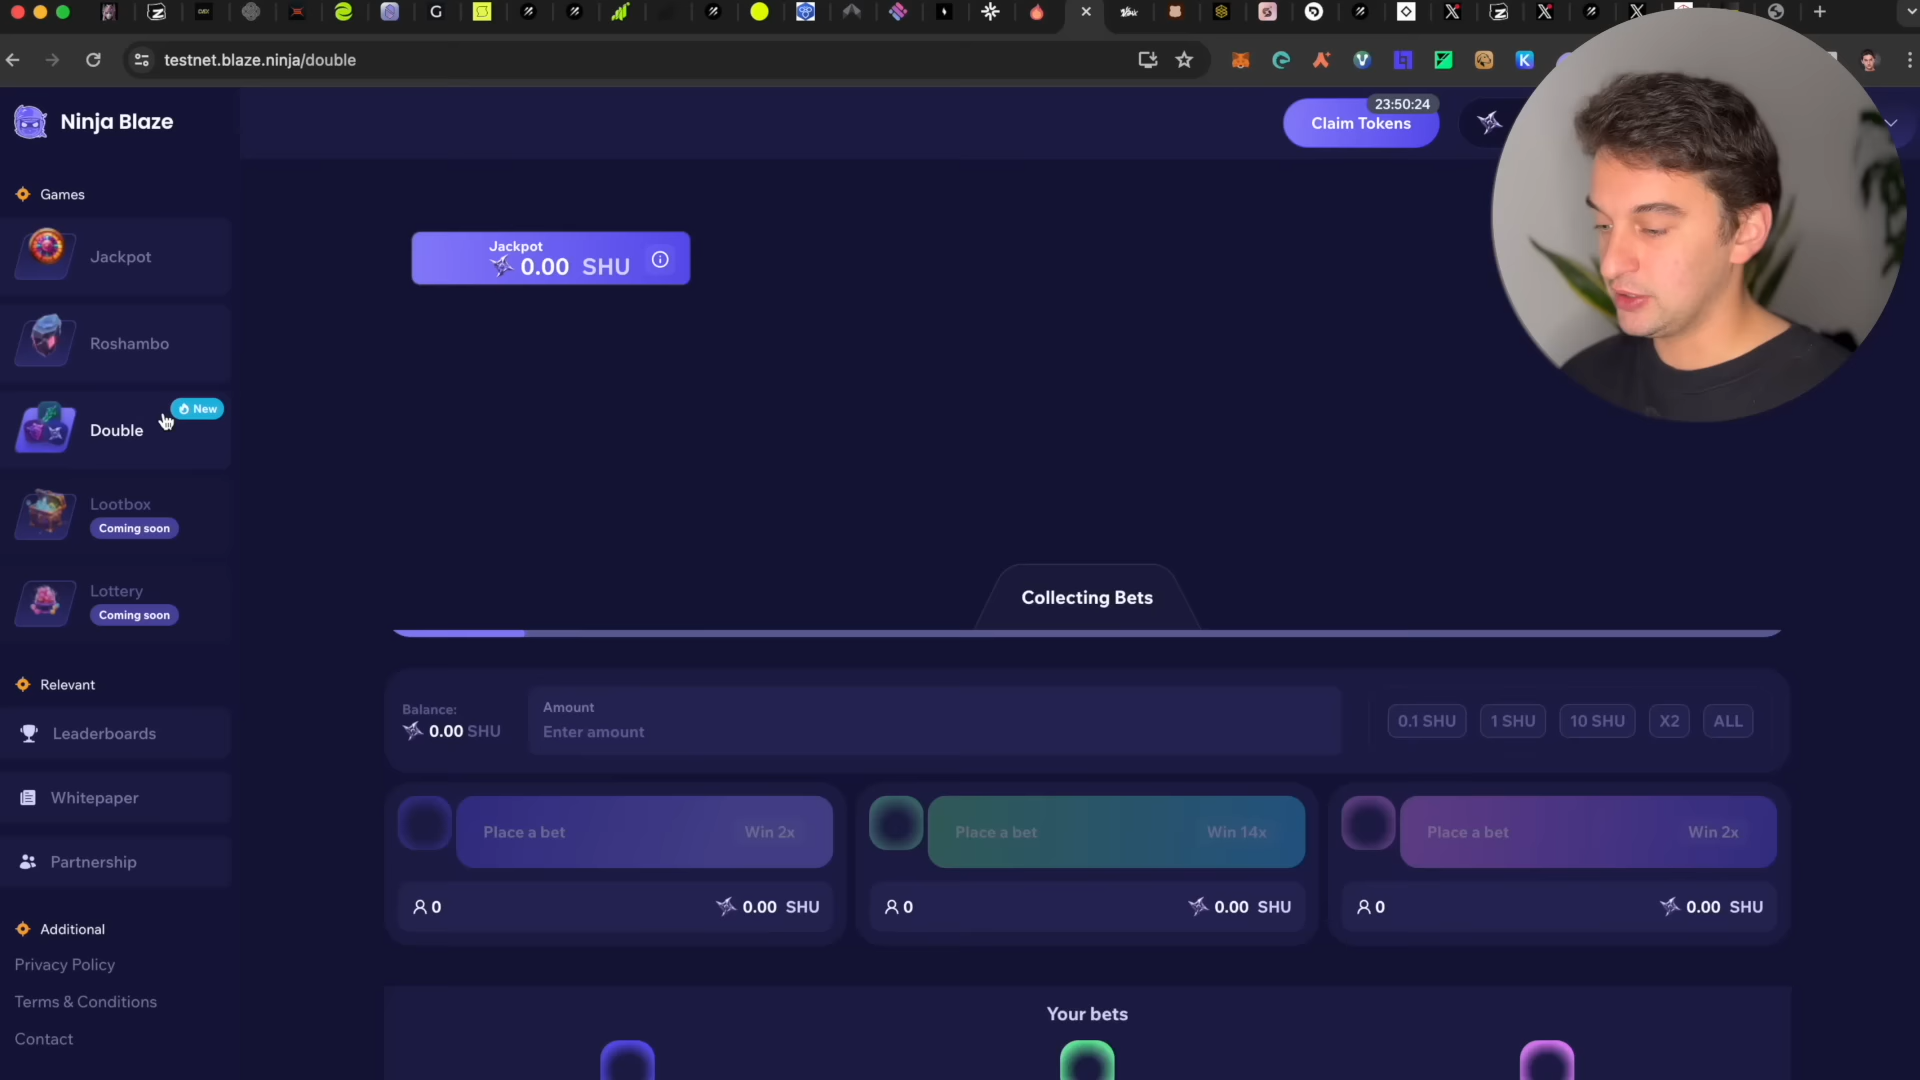 testnet.blaze.ninja/double
Ninja Blaze
23:50:24
Claim Tokens
Games
Jackpot
Roshambo
New
Double
Lootbox
Coming soon
Lottery
Coming soon
Relevant
Leaderboards
Whitepaper
Partnership
Additional
Privacy Policy
Terms & Conditions
Contact
Jackpot
0.00 SHU
Collecting Bets
Balance:
0.00 SHU
Amount
Enter amount
0.1 SHU 1 SHU 10 SHU X2 ALL
Place a bet Win 2x
Place a bet Win 14x
Place a bet Win 2x
0 0.00 SHU
0 0.00 SHU
0 0.00 SHU
Your bets